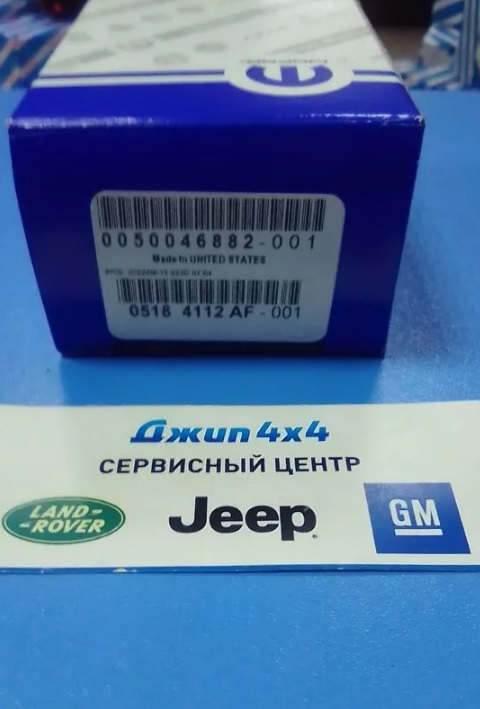 0050046882-001
Made in UNITED STATES
0518 4112 AF - 001
Джип 4x4
СЕРВИСНЫЙ ЦЕНТР
LAND-
-ROVER
Jeep
GM